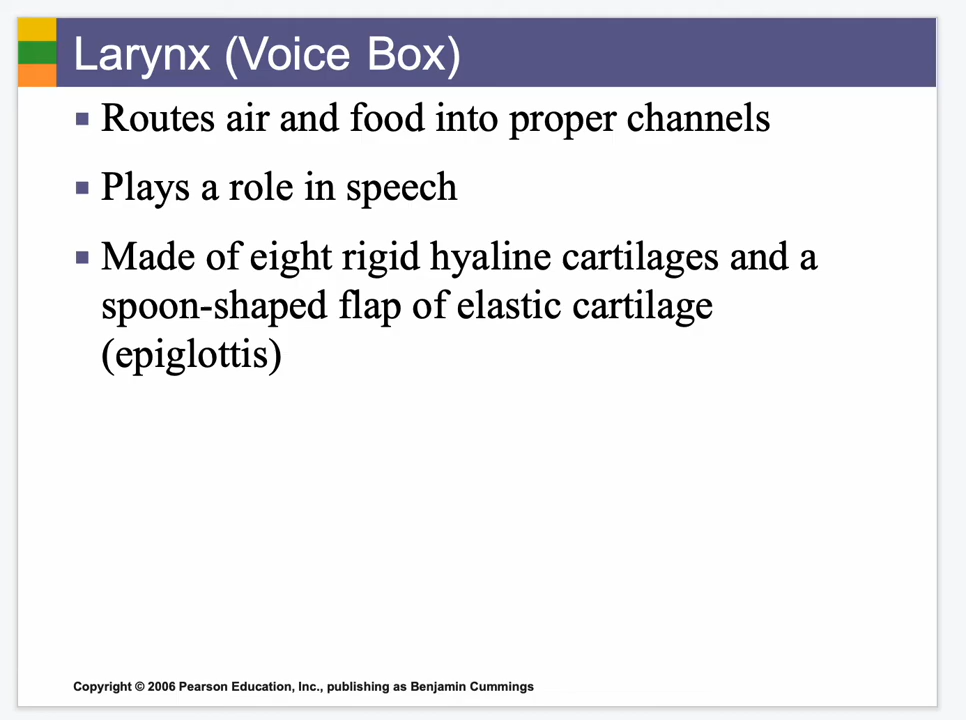 Larynx (Voice Box)
Routes air and food into proper channels
Plays a role in speech
Made of eight rigid hyaline cartilages and a
spoon-shaped flap of elastic cartilage
(epiglottis)
Copyright © 2006 Pearson Education, Inc., publishing as Benjamin Cummings